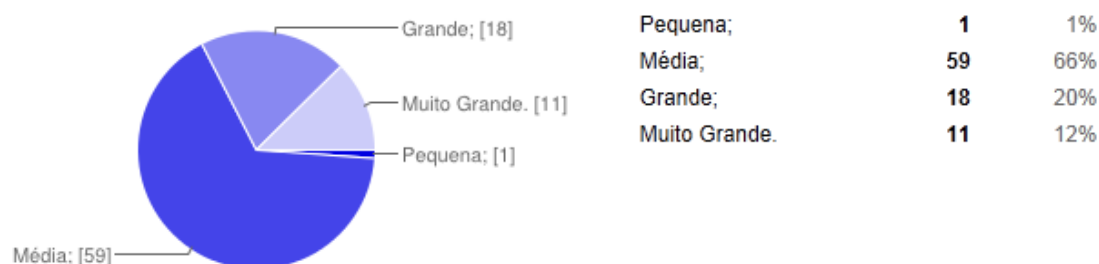 Grande; [18]
Muito Grande. [11]
Pequena; [1]
Média; [59]
Pequena; 1 1%
Média; 59 66%
Grande; 18 20%
Muito Grande. 11 12%